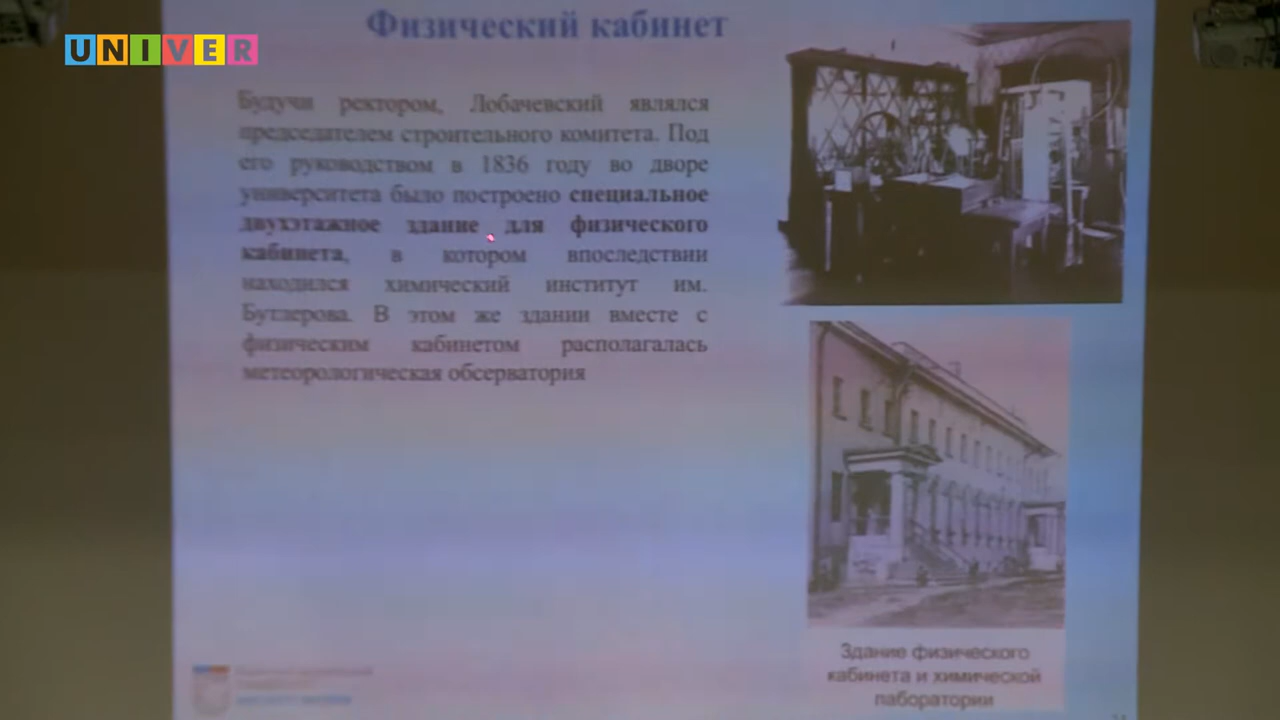 UNIVER
Физический кабинет
Будучи ректором, Лобачевский являлся
председателем строительного комитета. Под
его руководством в 1836 году во дворе
университета было построено специальное
двухэтажное здание для физического
кабинета, в котором впоследствии
находился химический институт им.
Бутлерова. В этом же здании вместе с
физическим кабинетом располагалась
метеорологическая обсерватория
Здание физического
кабинета и химической
лаборатории